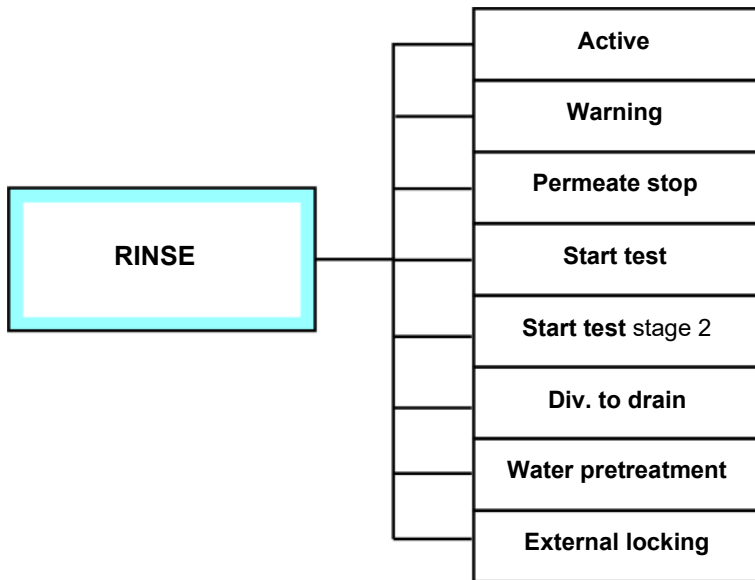 RINSE
Active
Warning
Permeate stop
Start test
Start test stage 2
Div. to drain
Water pretreatment
External locking